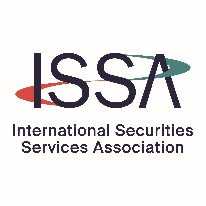 ISSA
International Securities
Services Association